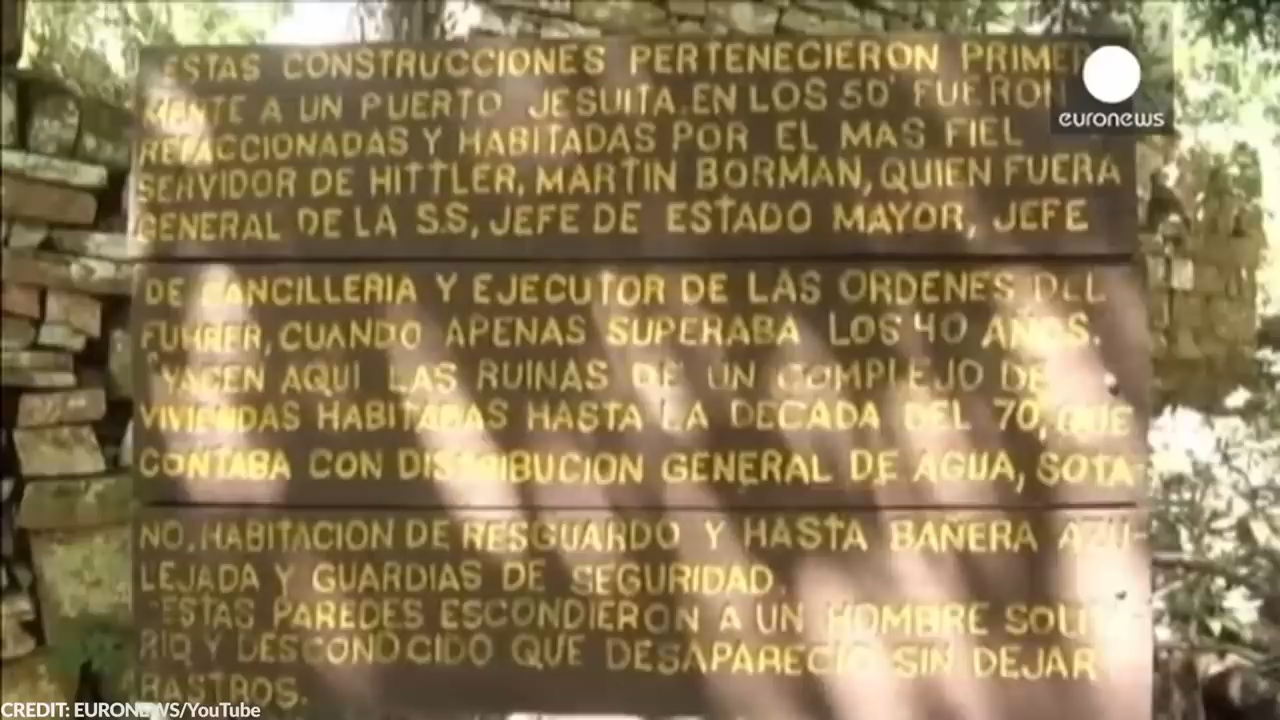 ESTAS CONSTRUCCIONES PERTENECIERON PRIMER
MENTE A UN PUERTO JESUITA. EN LOS 50' FUERON
euronews
REFACCIONADAS Y HABITADAS POR EL MAS FIEL
SERVIDOR DE HITTLER, MARTIN BORMAN, QUIEN FUERA
GENERAL DE LA S.S, JEFE DE ESTADO MAYOR, JEFE
DE CANCILLERIA Y EJECUTOR DE LAS ORDENES DEL
FUHRER, CUANDO APENAS SUPERABA LOS 40 AÑOS.
YACEN AQUI LAS RUINAS DE UN COMPLEJO DE
VIVIENDAS HABITADAS HASTA LA DECADA DEL 70, QUE
CONTABA CON DISTRIBUCION GENERAL DE AGUA, SOTA-
NO, HABITACION DE RESGUARDO Y HASTA BAÑERA AZU-
LEJADA Y GUARDIAS DE SEGURIDAD.
ESTAS PAREDES ESCONDIERON A UN HOMBRE SOLI
RIO Y DESCONOCIDO QUE DESAPARECIO SIN DEJAR
RASTROS.
CREDIT: EURONEWS/YouTube